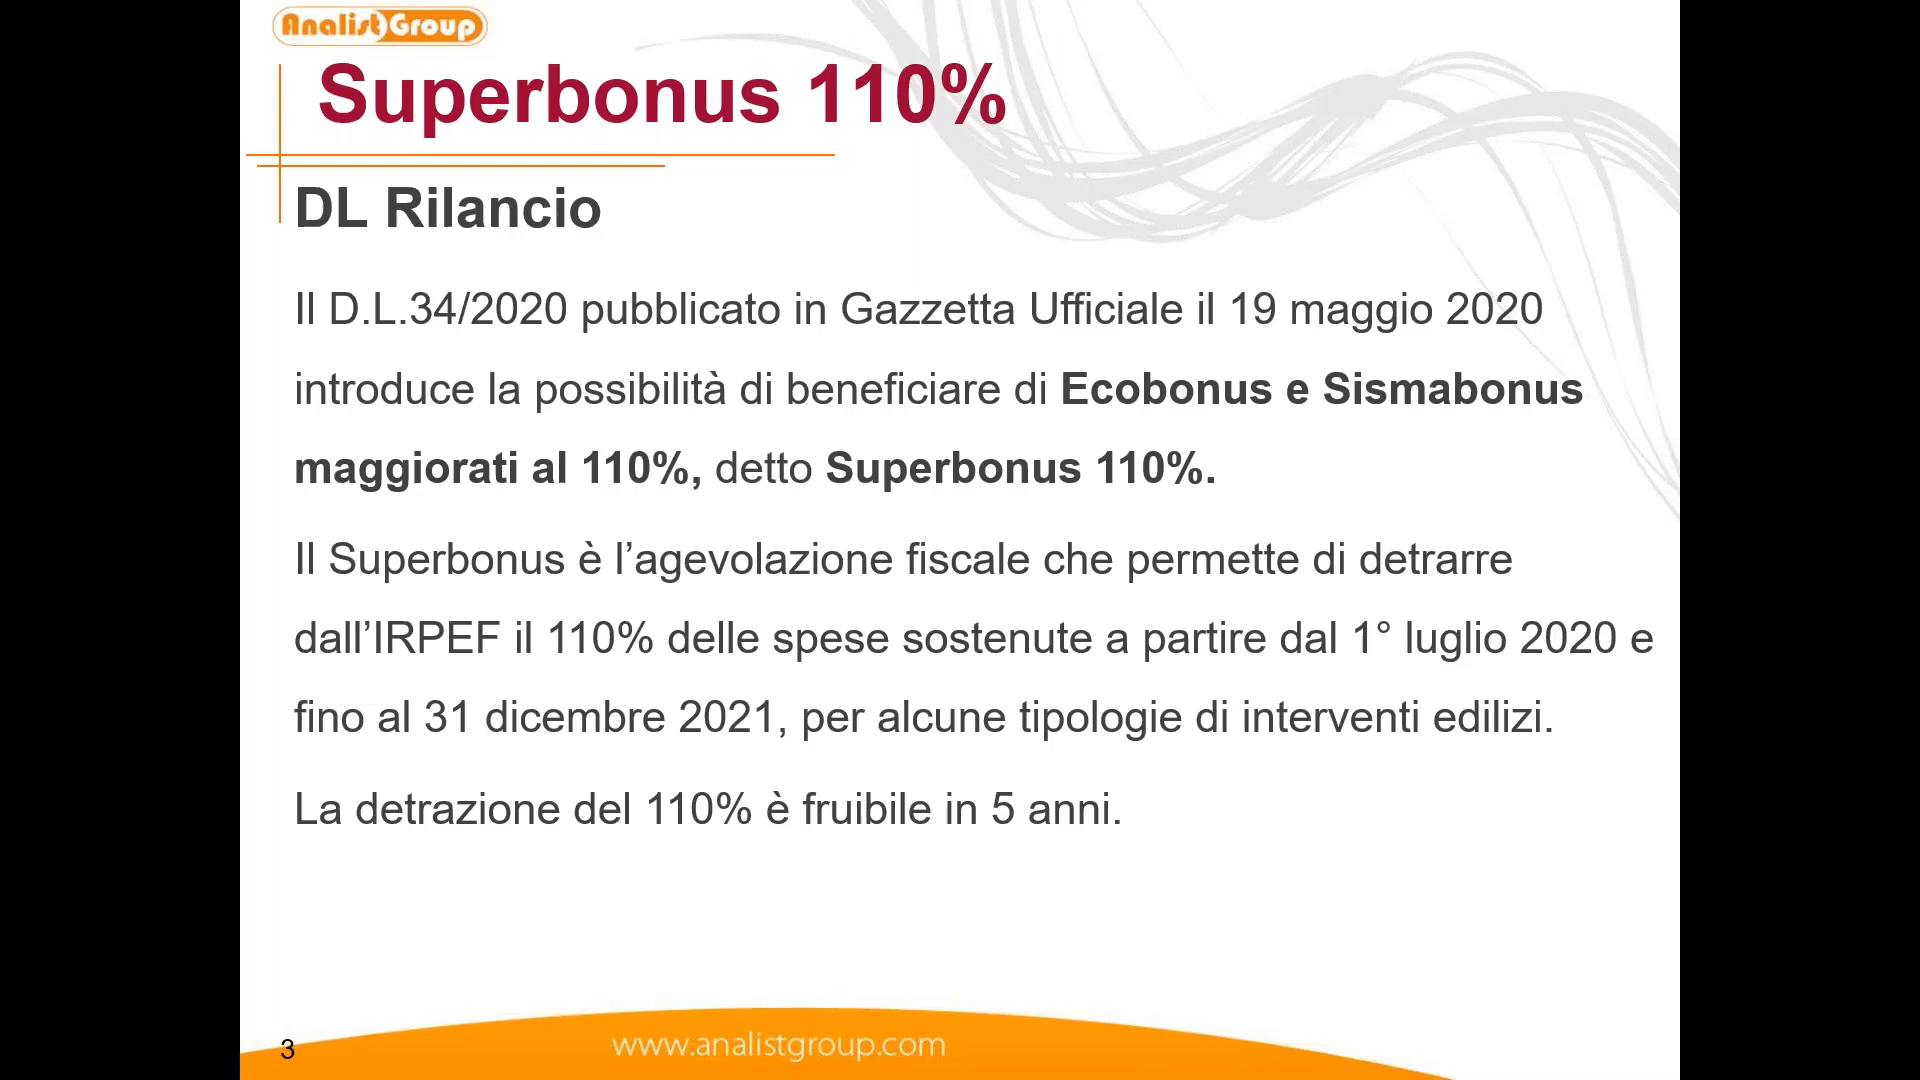 Analist Group
Superbonus 110%
DL Rilancio
Il D.L.34/2020 pubblicato in Gazzetta Ufficiale il 19 maggio 2020
introduce la possibilità di beneficiare di Ecobonus e Sismabonus
maggiorati al 110%, detto Superbonus 110%.
Il Superbonus è l’agevolazione fiscale che permette di detrarre
dall’IRPEF il 110% delle spese sostenute a partire dal 1° luglio 2020 e
fino al 31 dicembre 2021, per alcune tipologie di interventi edilizi.
La detrazione del 110% è fruibile in 5 anni.
3
www.analistgroup.com